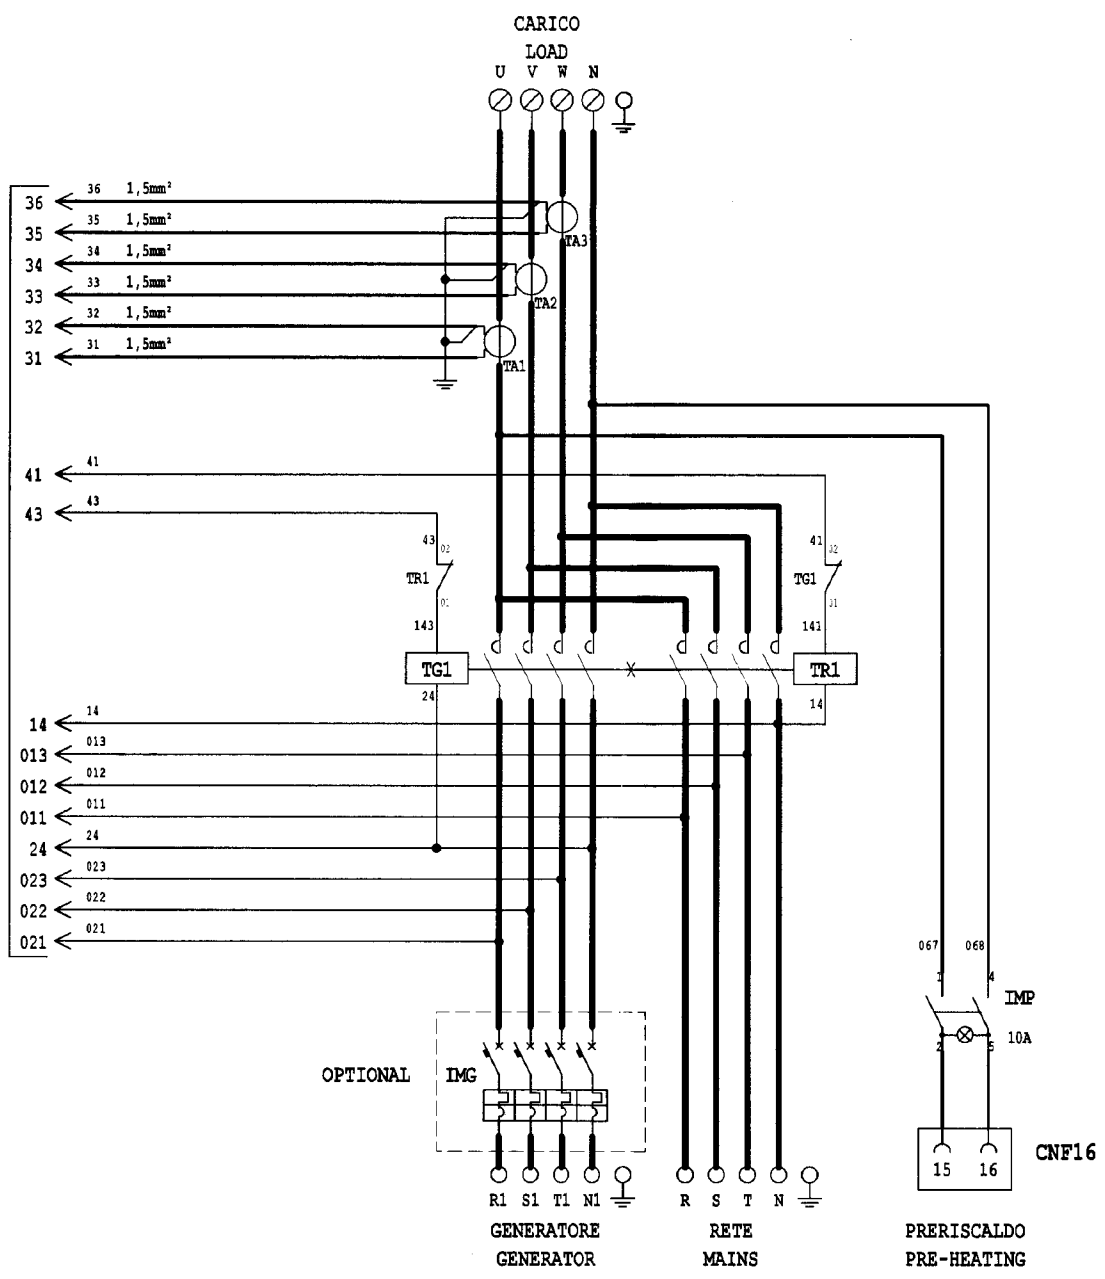 CARICO
LOAD
U V W N
36 36 1,5mm²
35 35 1,5mm²
TA3
34 34 1,5mm²
33 33 1,5mm²
TA2
32 32 1,5mm²
31 31 1,5mm²
TA1
41 41
43 43
43 41
TR1 TG1
143 141
TG1 TR1
24 14
14 14
013 013
012 012
011 011
24 24
023 023
022 022
021 021
067 068
1 4
IMP
10A
2 5
OPTIONAL IMG
CNF16
15 16
R1 S1 T1 N1 R S T N
GENERATORE RETE PRERISCALDO
GENERATOR MAINS PRE-HEATING